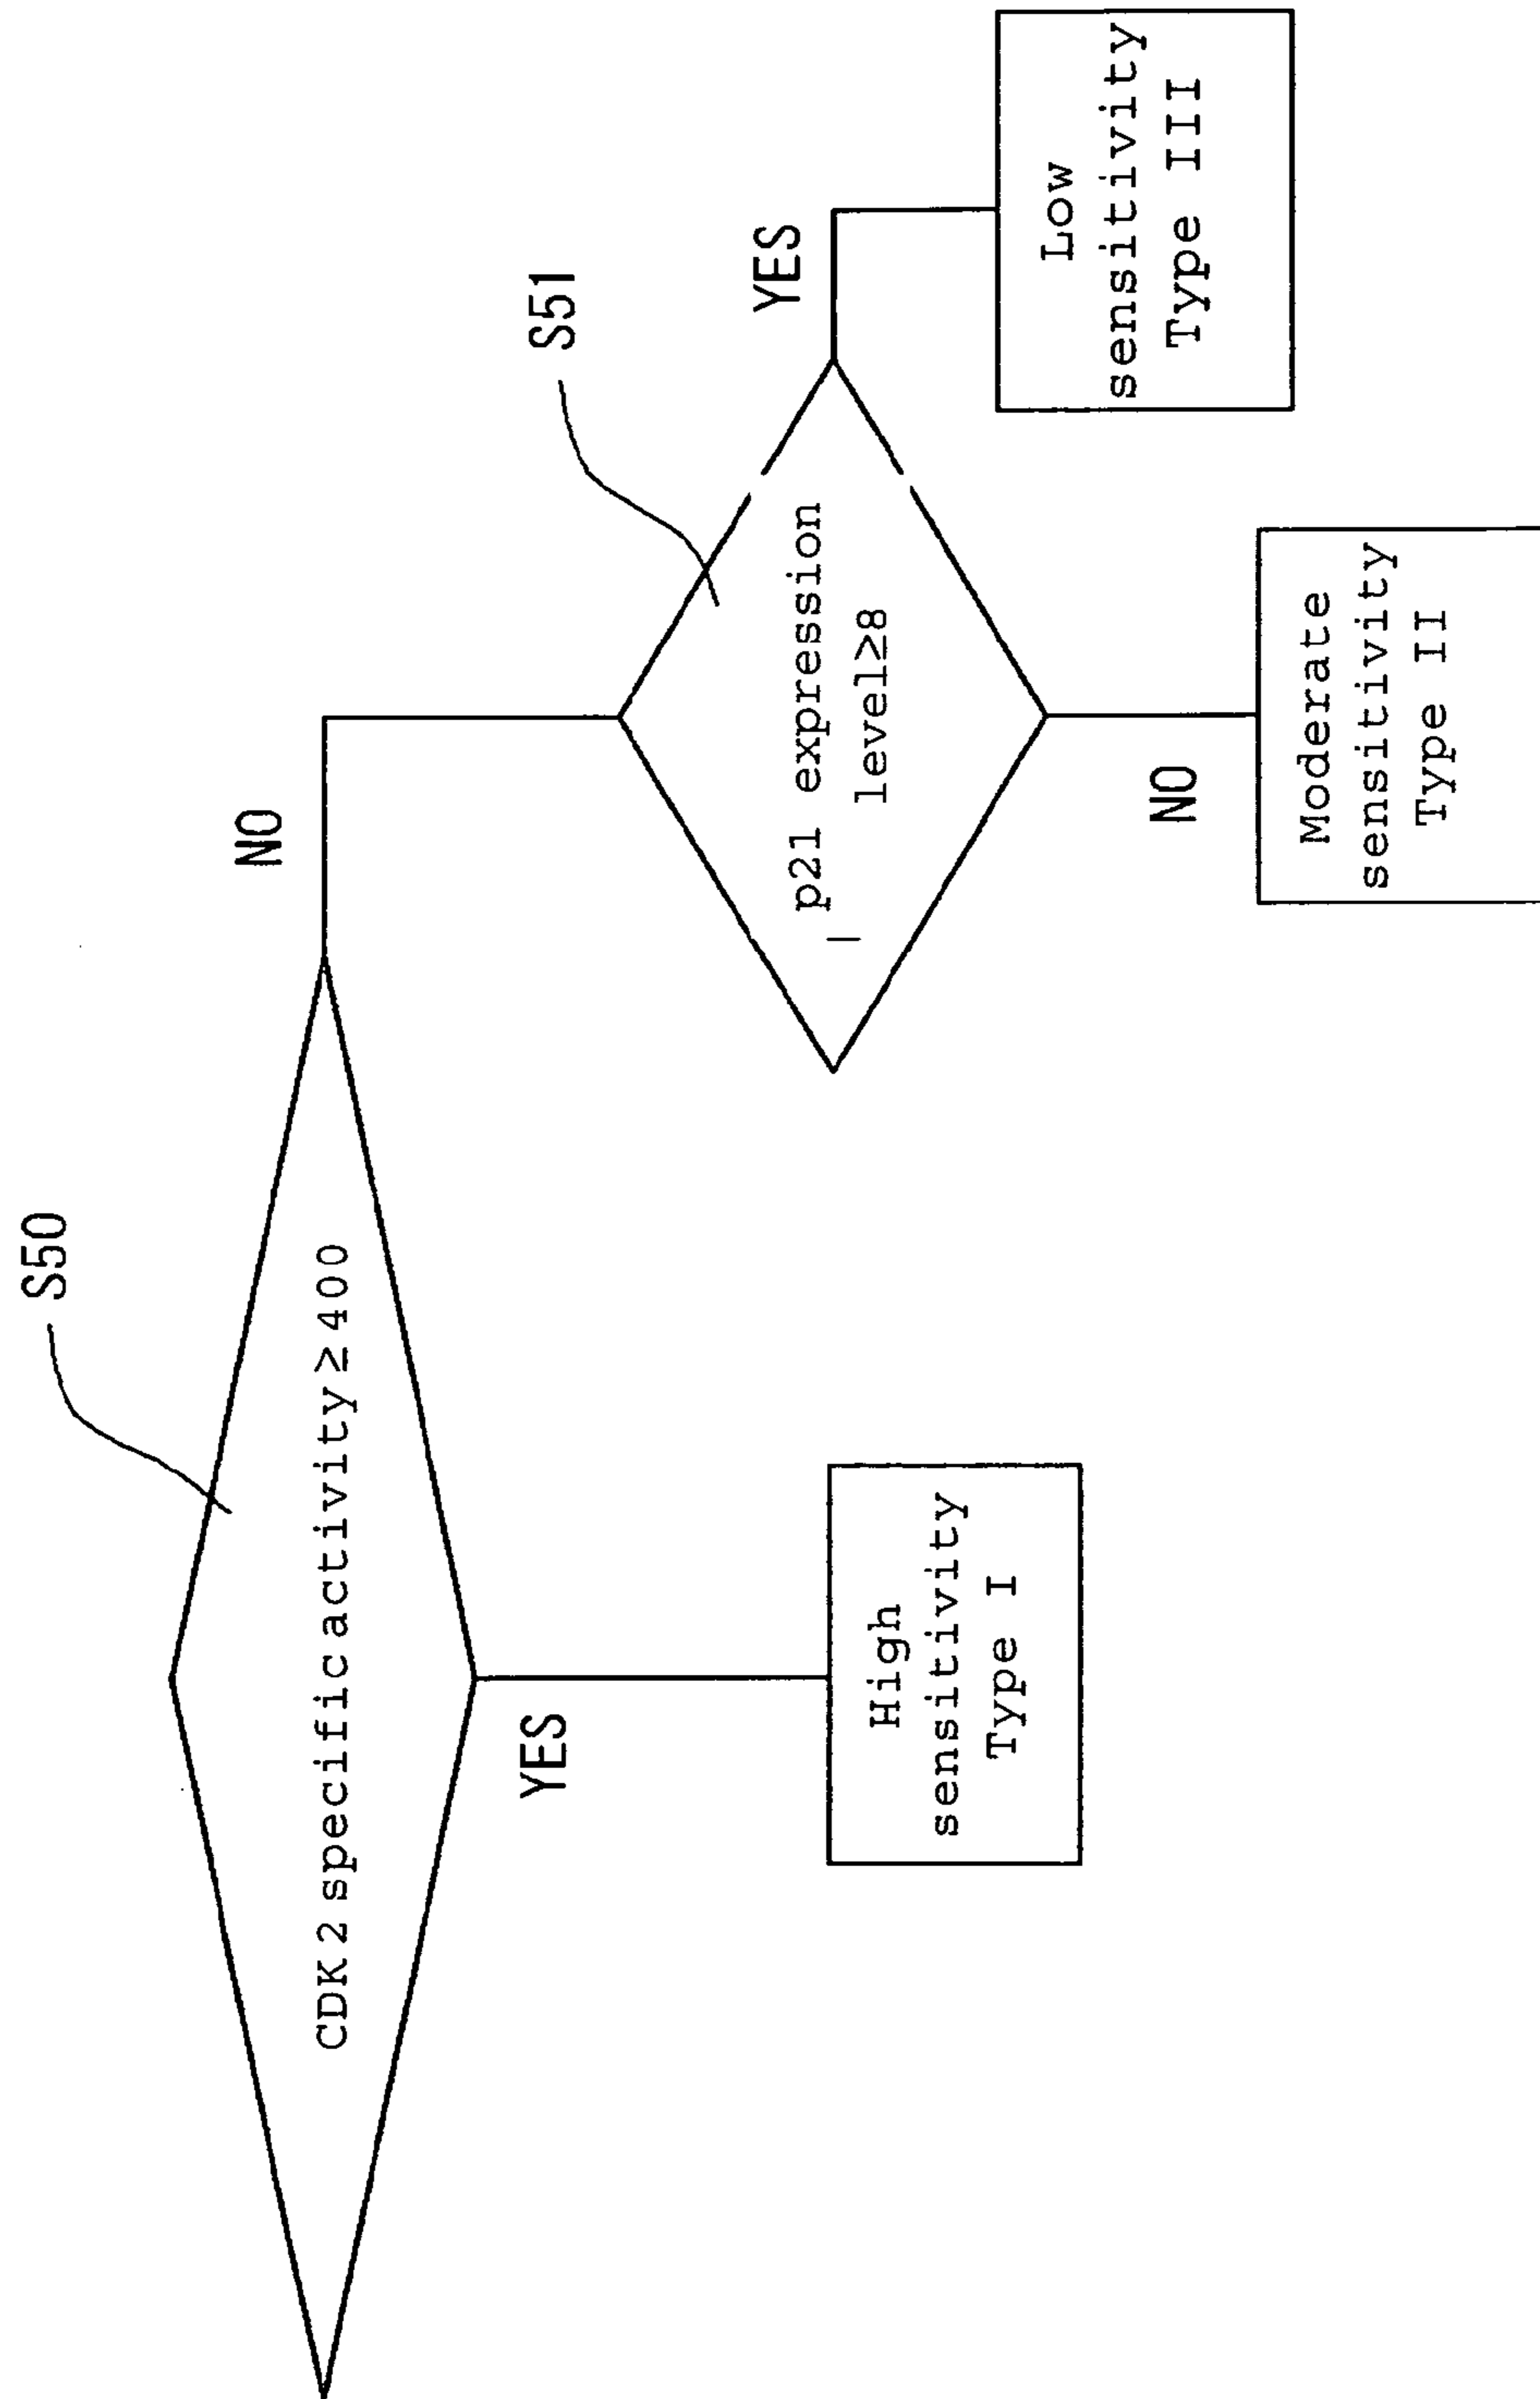 S50
CDK2 specific activity≥400
NO
YES
High
sensitivity
Type I
S51
p21 expression
level≥8
YES
NO
Low
sensitivity
Type III
Moderate
sensitivity
Type II